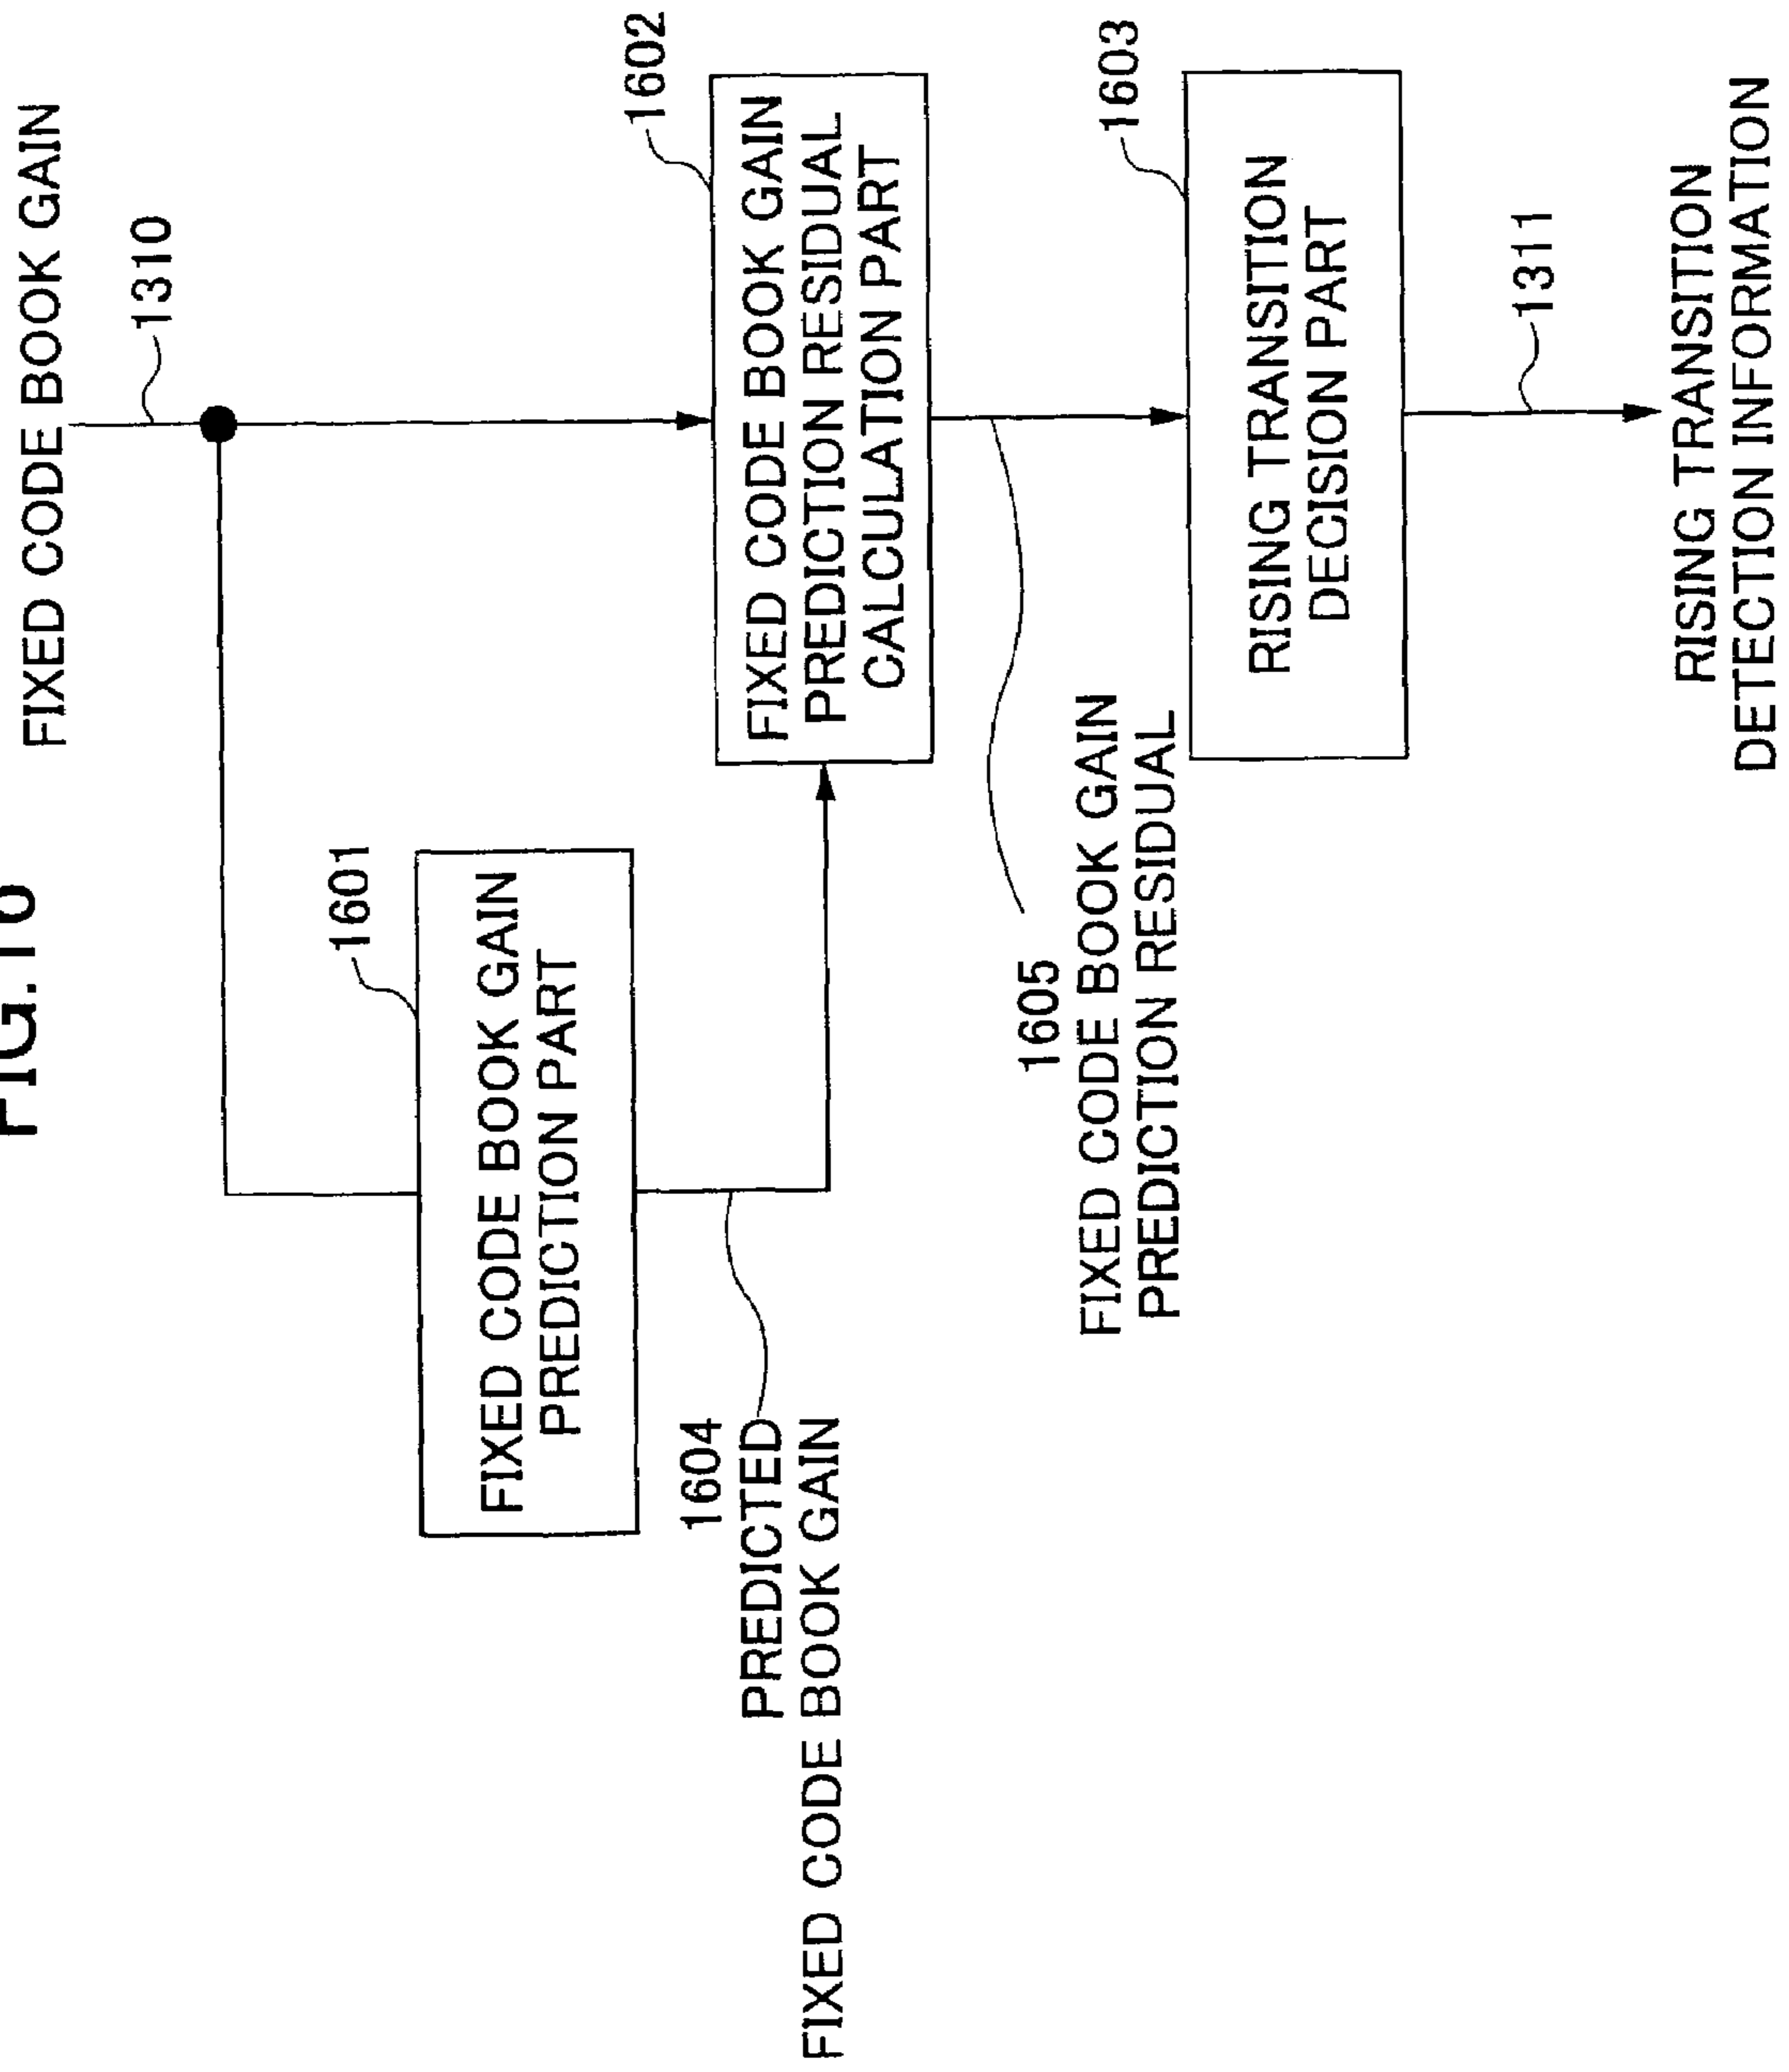 FIG.16
FIXED CODE BOOK GAIN
1310
1601
FIXED CODE BOOK GAIN
PREDICTION PART
1602
FIXED CODE BOOK GAIN
PREDICTION RESIDUAL
CALCULATION PART
1604
PREDICTED
FIXED CODE BOOK GAIN
1605
FIXED CODE BOOK GAIN
PREDICTION RESIDUAL
1603
RISING TRANSITION
DECISION PART
1311
RISING TRANSITION
DETECTION INFORMATION